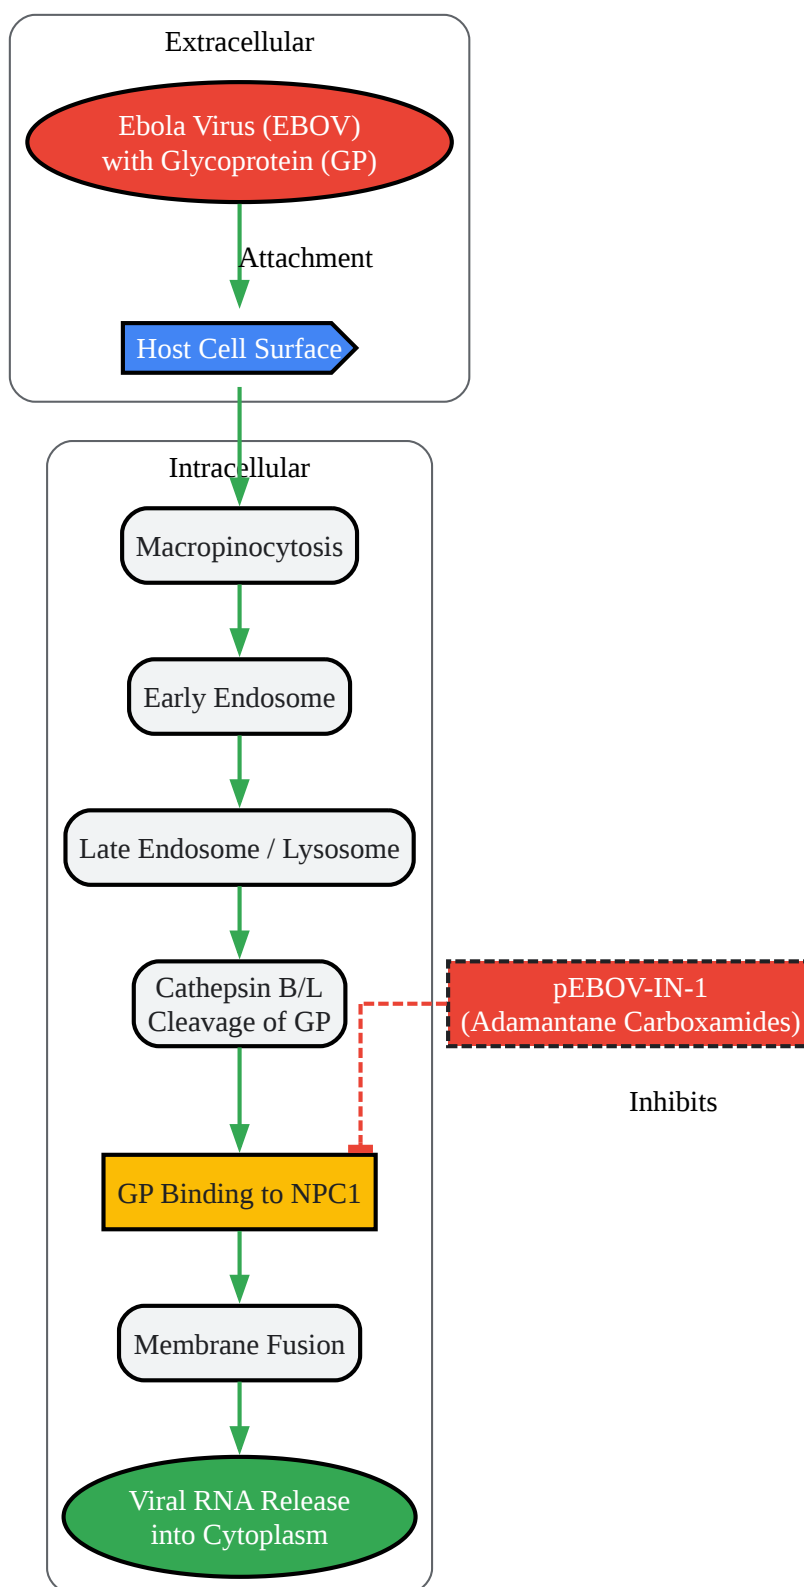 Extracellular
Ebola Virus (EBOV)
with Glycoprotein (GP)
Attachment
Host Cell Surface
Intracellular
Macropinocytosis
Early Endosome
Late Endosome / Lysosome
Cathepsin B/L
Cleavage of GP
pEBOV-IN-1
(Adamantane Carboxamides)
Inhibits
GP Binding to NPC1
Membrane Fusion
Viral RNA Release
into Cytoplasm